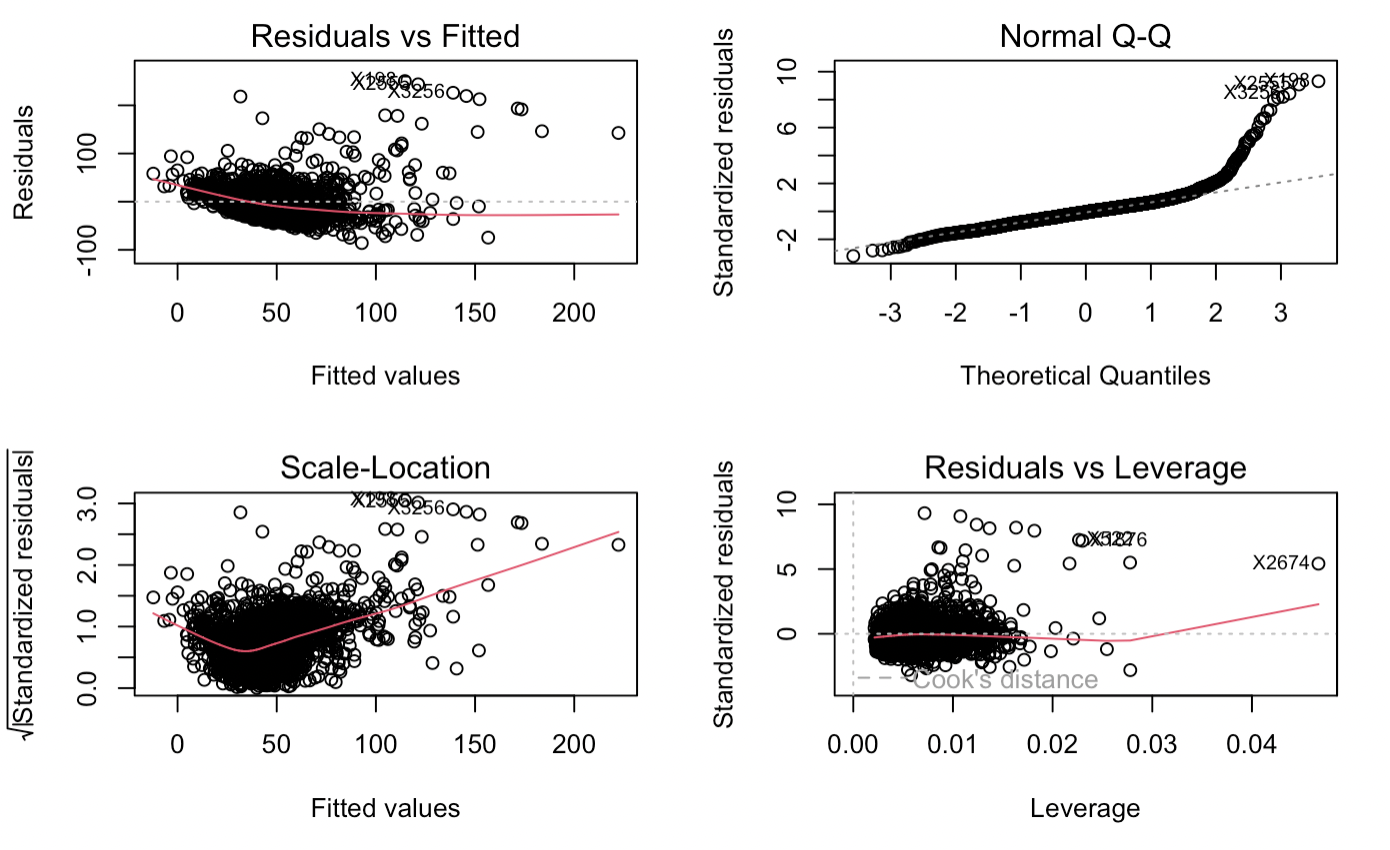 Residuals vs Fitted
Residuals
100
-100
0 50 100 150 200
Fitted values
X3256
Normal Q-Q
Standardized residuals
10
6
2
-2
-3 -2 -1 0 1 2 3
Theoretical Quantiles
X198
Scale-Location
√|Standardized residuals|
3.0
2.0
1.0
0.0
0 50 100 150 200
Fitted values
X3256
Residuals vs Leverage
Standardized residuals
10
5
0
0.00 0.01 0.02 0.03 0.04
Leverage
X2674
Cook's distance